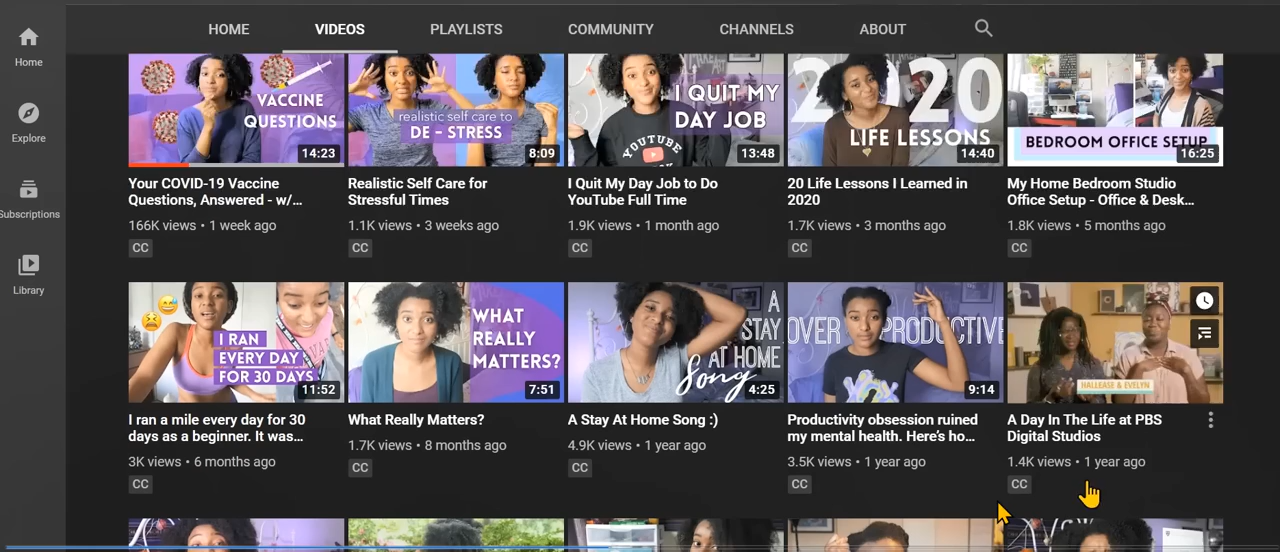 HOME VIDEOS PLAYLISTS COMMUNITY CHANNELS ABOUT
Home
Explore
Subscriptions
Library
VACCINE
QUESTIONS
14:23
Your COVID-19 Vaccine
Questions, Answered - w/...
166K views • 1 week ago
CC
realistic self care to
DE - STRESS
8:09
Realistic Self Care for
Stressful Times
1.1K views • 3 weeks ago
CC
I QUIT MY
DAY JOB
YOUTUBE
13:48
I Quit My Day Job to Do
YouTube Full Time
1.9K views • 1 month ago
CC
2020
LIFE LESSONS
14:40
20 Life Lessons I Learned in
2020
1.7K views • 3 months ago
CC
BEDROOM OFFICE SETUP
16:25
My Home Bedroom Studio
Office Setup - Office & Desk...
1.8K views • 5 months ago
CC
I RAN
EVERY DAY
FOR 30 DAYS
11:52
I ran a mile every day for 30
days as a beginner. It was...
3K views • 6 months ago
CC
WHAT
REALLY
MATTERS?
7:51
What Really Matters?
1.7K views • 8 months ago
CC
A
STAY
AT HOME
Song
4:25
A Stay At Home Song :)
4.9K views • 1 year ago
CC
OVER PRODUCTIVE
9:14
Productivity obsession ruined
my mental health. Here's ho...
3.5K views • 1 year ago
CC
HALLEASE & EVELYN
A Day In The Life at PBS
Digital Studios
1.4K views • 1 year ago
CC